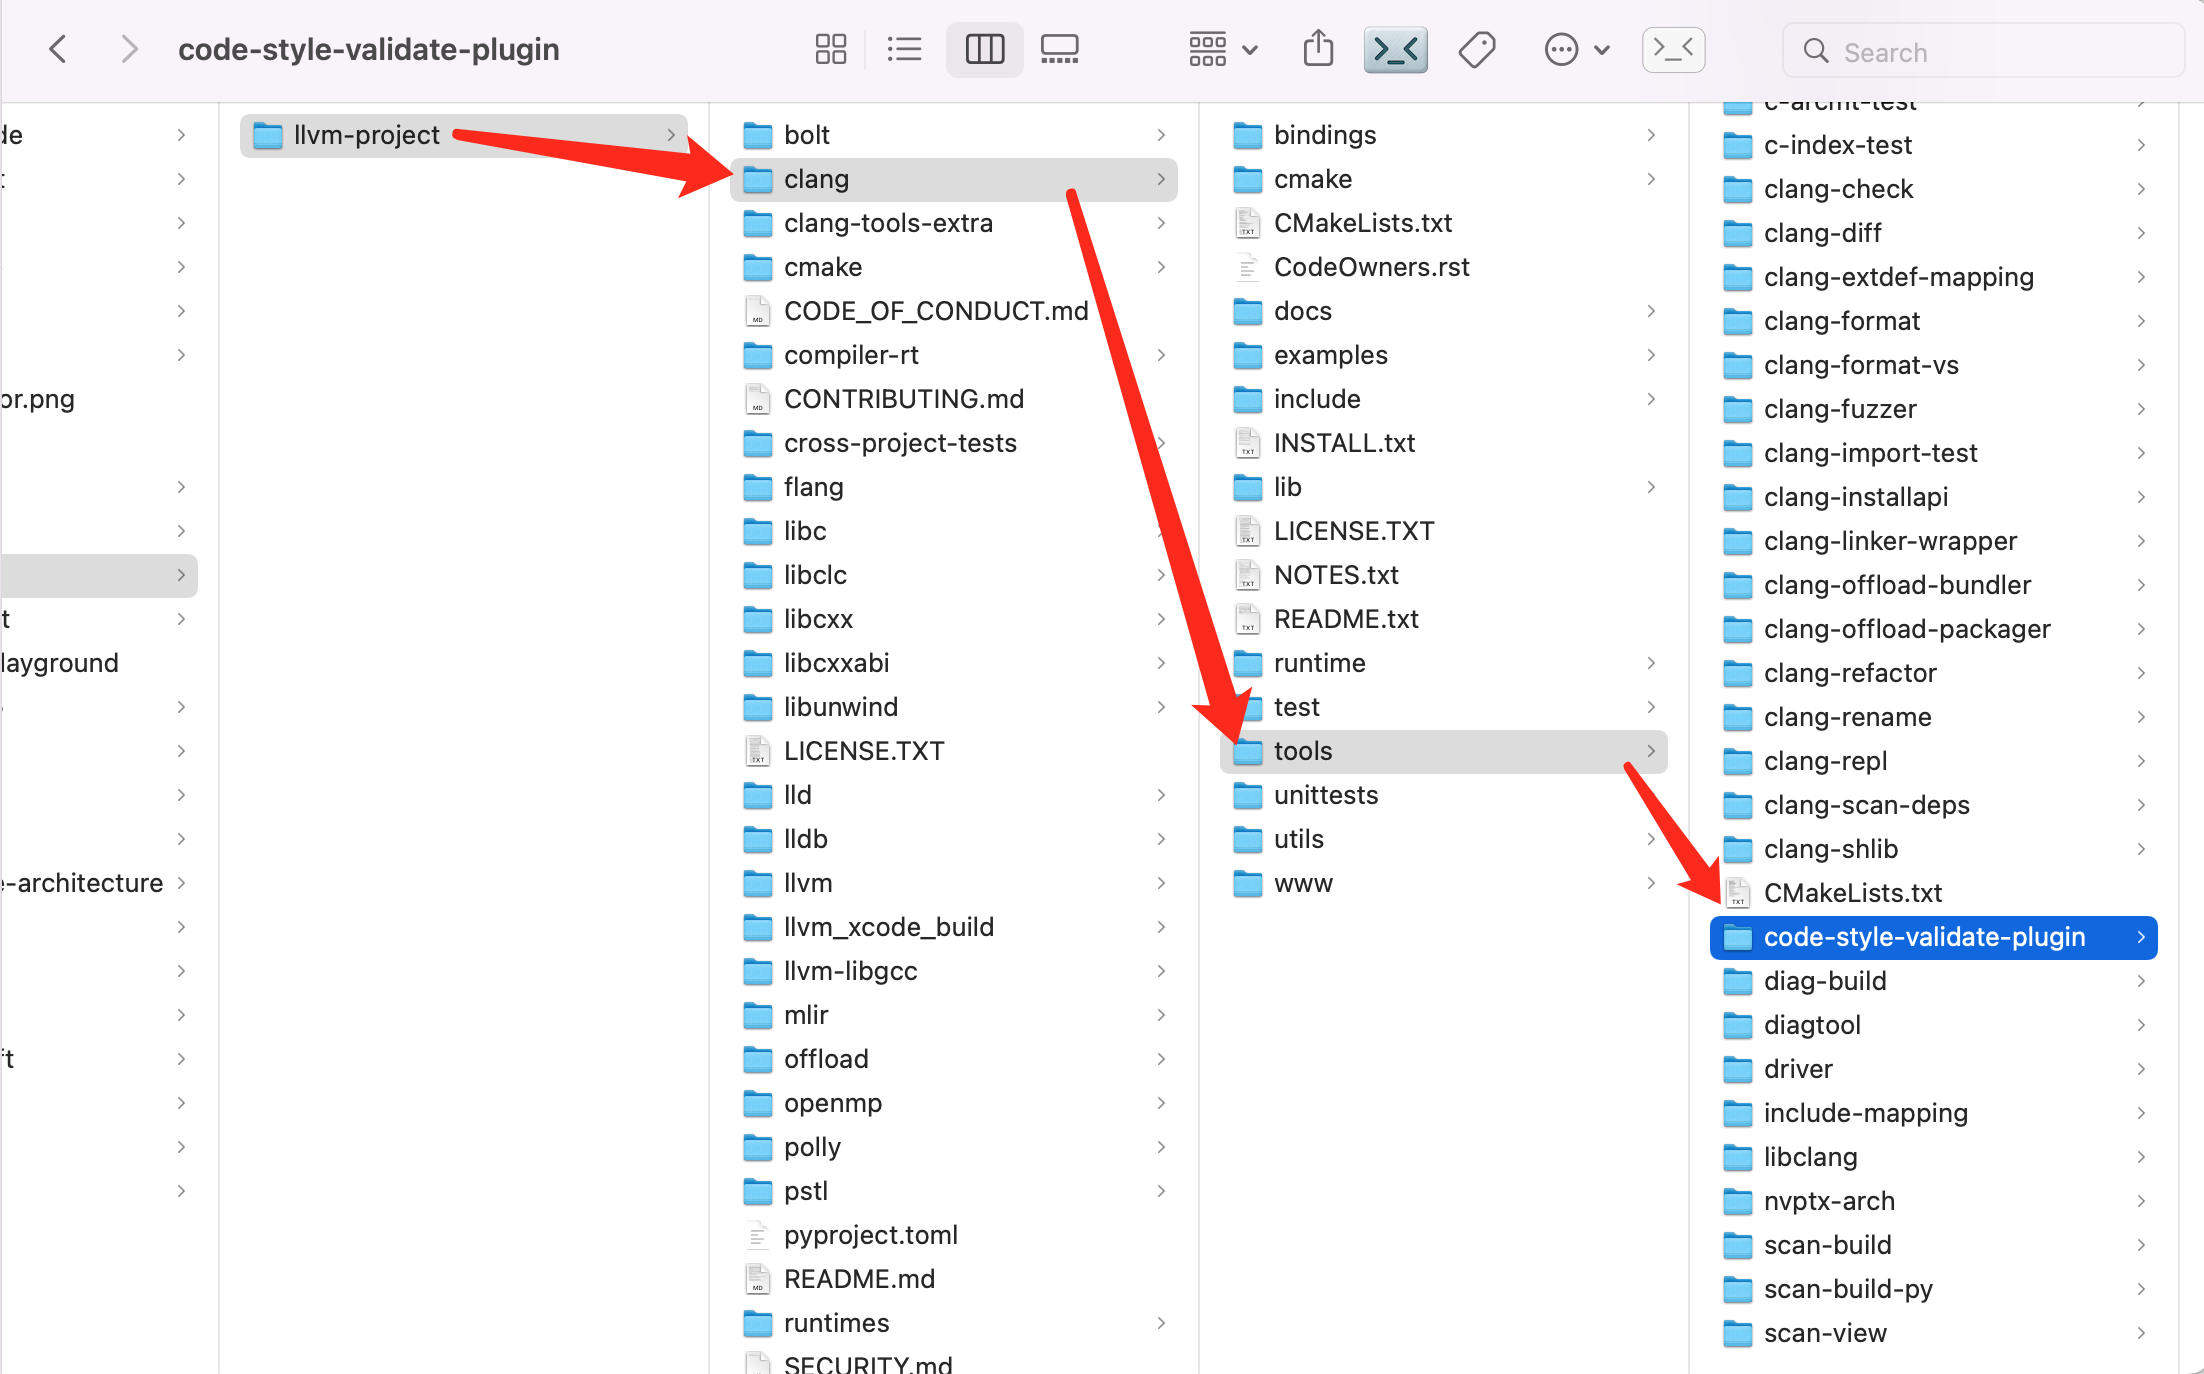 code-style-validate-plugin
Search
or.png
layground
-architecture
llvm-project
bolt
clang
clang-tools-extra
cmake
CODE_OF_CONDUCT.md
compiler-rt
CONTRIBUTING.md
cross-project-tests
flang
libc
libclc
libcxx
libcxxabi
libunwind
LICENSE.TXT
lld
lldb
llvm
llvm_xcode_build
llvm-libgcc
mlir
offload
openmp
polly
pstl
pyproject.toml
README.md
runtimes
SECURITY.md
bindings
cmake
CMakeLists.txt
CodeOwners.rst
docs
examples
include
INSTALL.txt
lib
LICENSE.TXT
NOTES.txt
README.txt
runtime
test
tools
unittests
utils
www
c-arcmt-test
c-index-test
clang-check
clang-diff
clang-extdef-mapping
clang-format
clang-format-vs
clang-fuzzer
clang-import-test
clang-installapi
clang-linker-wrapper
clang-offload-bundler
clang-offload-packager
clang-refactor
clang-rename
clang-repl
clang-scan-deps
clang-shlib
CMakeLists.txt
code-style-validate-plugin
diag-build
diagtool
driver
include-mapping
libclang
nvptx-arch
scan-build
scan-build-py
scan-view